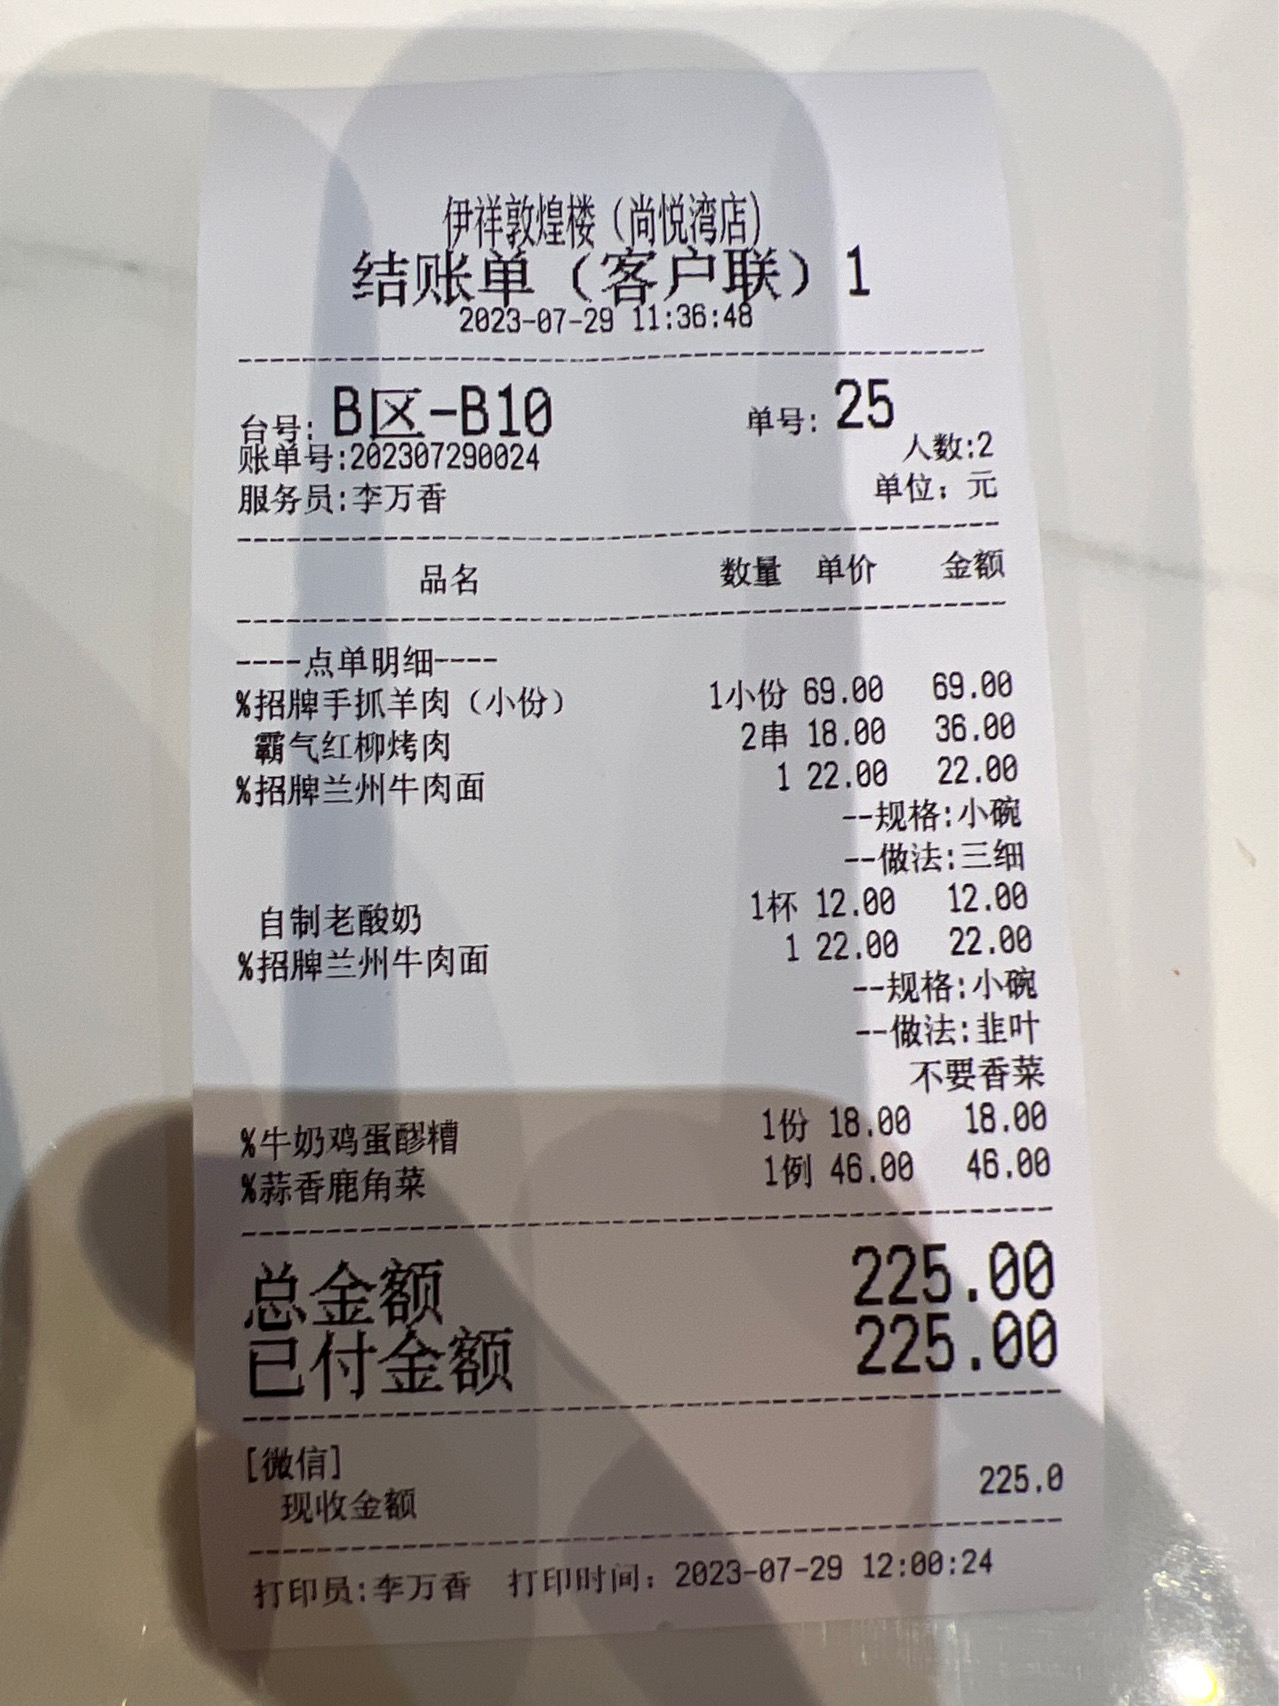 伊祥敦煌楼（尚悦湾店）
结账单（客户联）1
2023-07-29 11:36:48
台号: B区-B10 单号: 25
账单号:202307290024 人数:2
服务员:李万香 单位：元
品名 数量 单价 金额
----点单明细----
%招牌手抓羊肉（小份） 1小份 69.00 69.00
霸气红柳烤肉 2串 18.00 36.00
%招牌兰州牛肉面 1 22.00 22.00
--规格:小碗
--做法:三细
自制老酸奶 1杯 12.00 12.00
%招牌兰州牛肉面 1 22.00 22.00
--规格:小碗
--做法:韭叶
不要香菜
%牛奶鸡蛋醪糟 1份 18.00 18.00
%蒜香鹿角菜 1例 46.00 46.00
总金额 225.00
已付金额 225.00
[微信]
现收金额 225.0
打印员:李万香 打印时间：2023-07-29 12:00:24